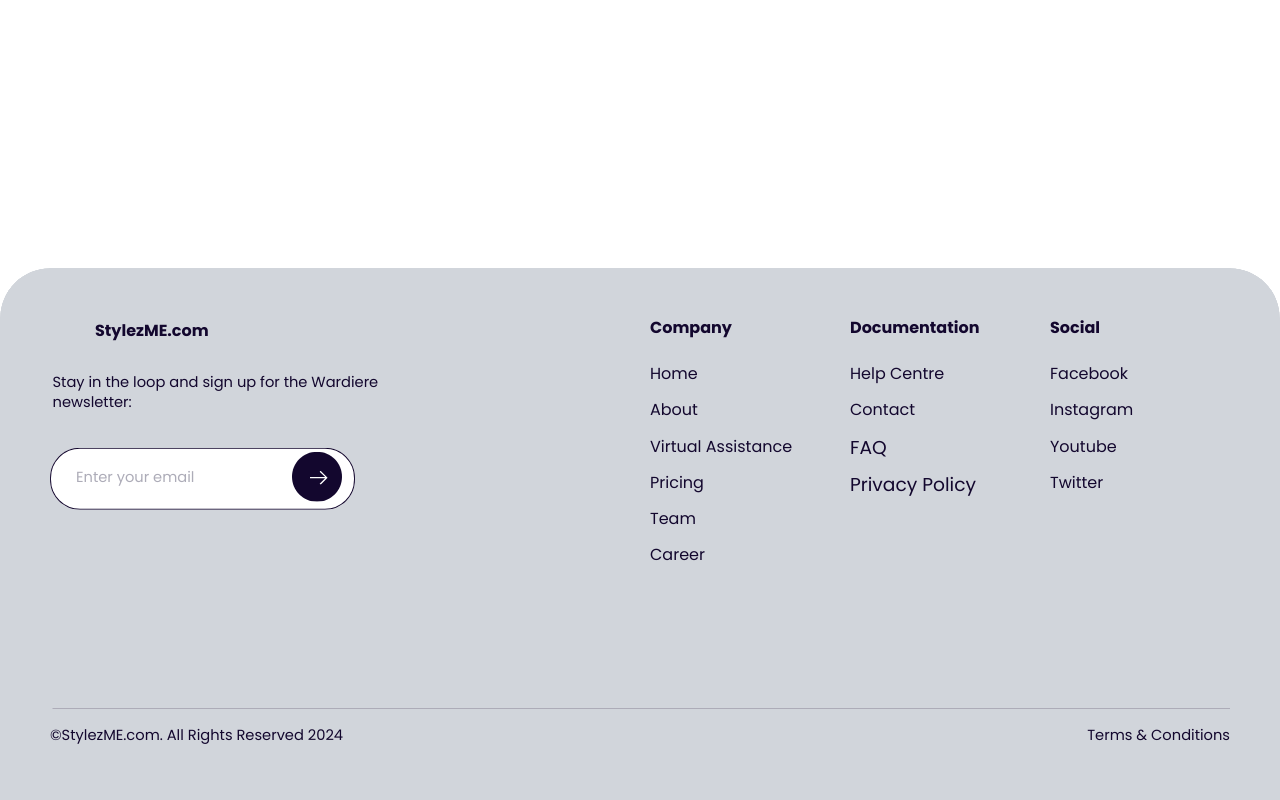 StylezME.com
Stay in the loop and sign up for the Wardiere
newsletter:
Enter your email
Company
Home
About
Virtual Assistance
Pricing
Team
Career
Documentation
Help Centre
Contact
FAQ
Privacy Policy
Social
Facebook
Instagram
Youtube
Twitter
©StylezME.com. All Rights Reserved 2024
Terms & Conditions